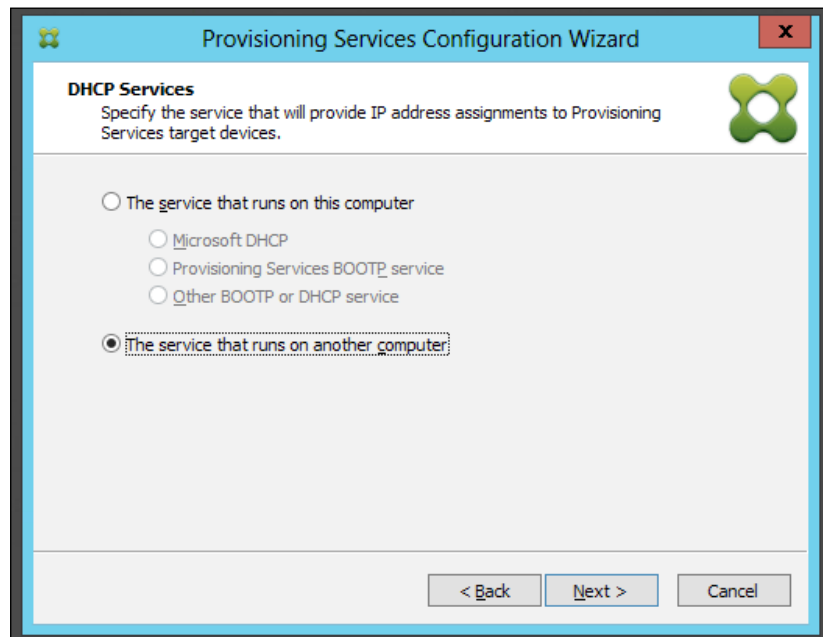 Provisioning Services Configuration Wizard
x
DHCP Services
Specify the service that will provide IP address assignments to Provisioning
Services target devices.
The service that runs on this computer
Microsoft DHCP
Provisioning Services BOOTP service
Other BOOTP or DHCP service
The service that runs on another computer
< Back Next > Cancel